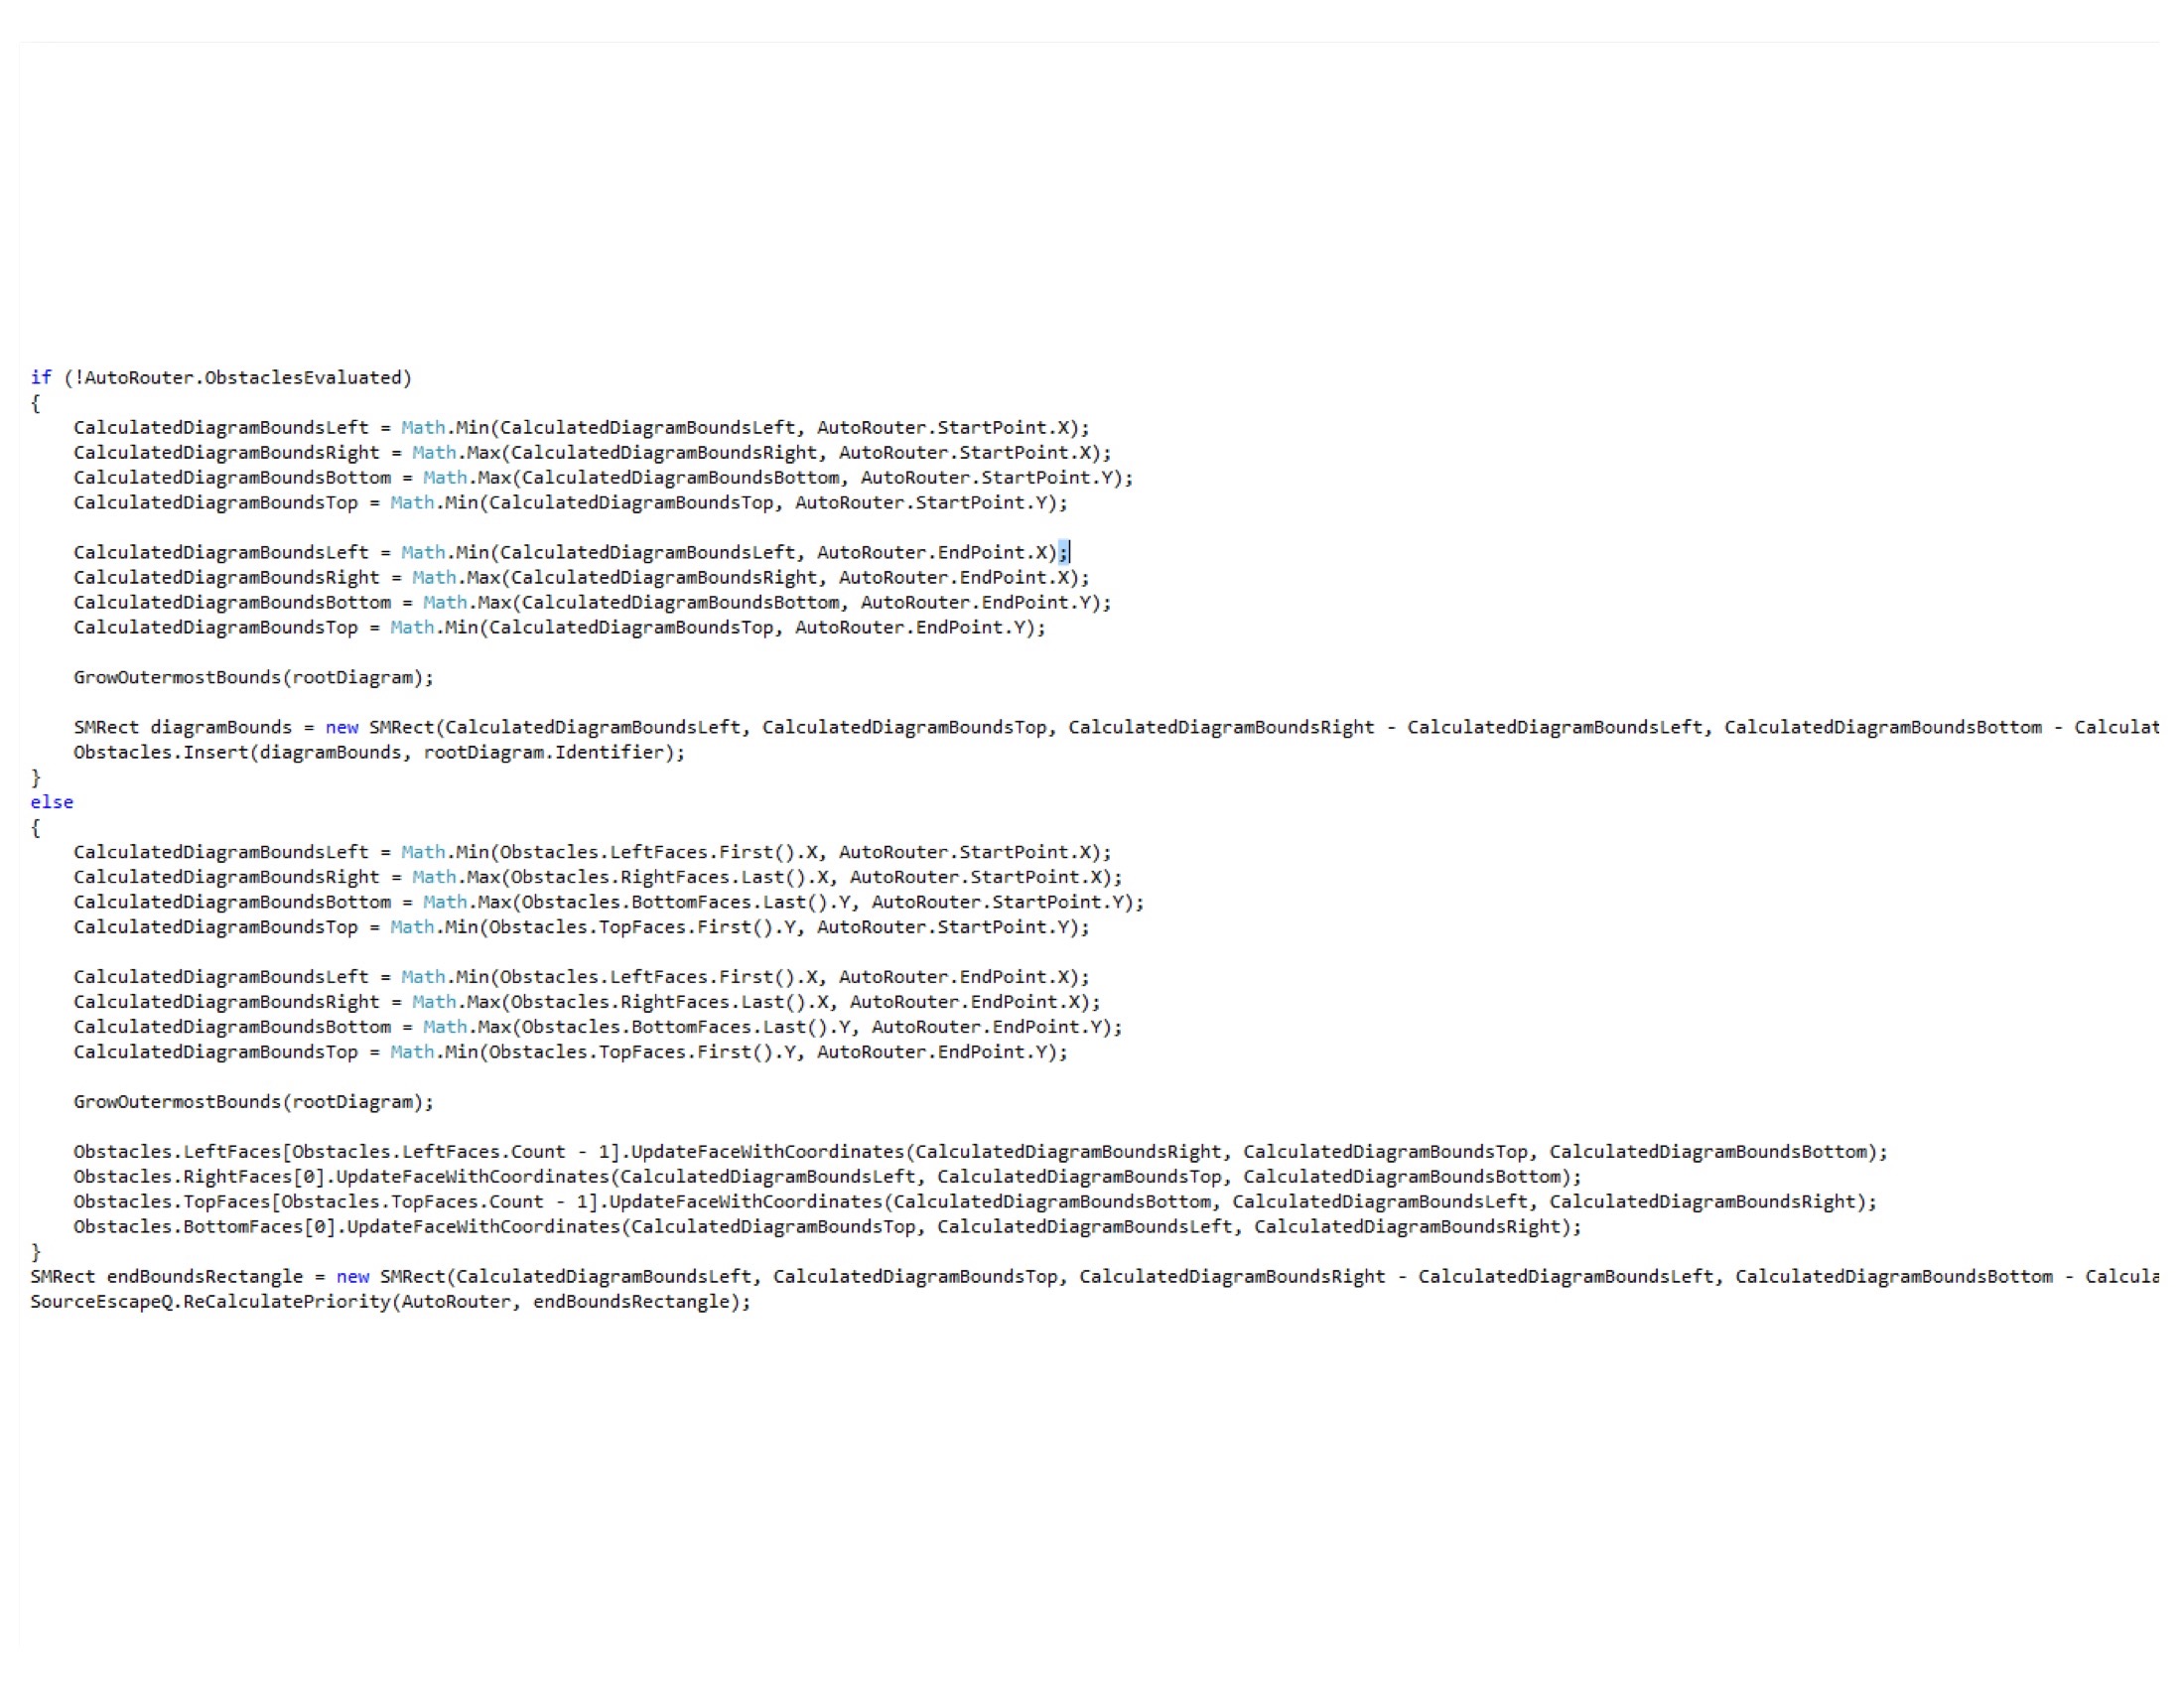 if (!AutoRouter.ObstaclesEvaluated)
{
    CalculatedDiagramBoundsLeft = Math.Min(CalculatedDiagramBoundsLeft, AutoRouter.StartPoint.X);
    CalculatedDiagramBoundsRight = Math.Max(CalculatedDiagramBoundsRight, AutoRouter.StartPoint.X);
    CalculatedDiagramBoundsBottom = Math.Max(CalculatedDiagramBoundsBottom, AutoRouter.StartPoint.Y);
    CalculatedDiagramBoundsTop = Math.Min(CalculatedDiagramBoundsTop, AutoRouter.StartPoint.Y);

    CalculatedDiagramBoundsLeft = Math.Min(CalculatedDiagramBoundsLeft, AutoRouter.EndPoint.X);
    CalculatedDiagramBoundsRight = Math.Max(CalculatedDiagramBoundsRight, AutoRouter.EndPoint.X);
    CalculatedDiagramBoundsBottom = Math.Max(CalculatedDiagramBoundsBottom, AutoRouter.EndPoint.Y);
    CalculatedDiagramBoundsTop = Math.Min(CalculatedDiagramBoundsTop, AutoRouter.EndPoint.Y);

    GrowOutermostBounds(rootDiagram);

    SMRect diagramBounds = new SMRect(CalculatedDiagramBoundsLeft, CalculatedDiagramBoundsTop, CalculatedDiagramBoundsRight - CalculatedDiagramBoundsLeft, CalculatedDiagramBoundsBottom - Calculat
    Obstacles.Insert(diagramBounds, rootDiagram.Identifier);
}
else
{
    CalculatedDiagramBoundsLeft = Math.Min(Obstacles.LeftFaces.First().X, AutoRouter.StartPoint.X);
    CalculatedDiagramBoundsRight = Math.Max(Obstacles.RightFaces.Last().X, AutoRouter.StartPoint.X);
    CalculatedDiagramBoundsBottom = Math.Max(Obstacles.BottomFaces.Last().Y, AutoRouter.StartPoint.Y);
    CalculatedDiagramBoundsTop = Math.Min(Obstacles.TopFaces.First().Y, AutoRouter.StartPoint.Y);

    CalculatedDiagramBoundsLeft = Math.Min(Obstacles.LeftFaces.First().X, AutoRouter.EndPoint.X);
    CalculatedDiagramBoundsRight = Math.Max(Obstacles.RightFaces.Last().X, AutoRouter.EndPoint.X);
    CalculatedDiagramBoundsBottom = Math.Max(Obstacles.BottomFaces.Last().Y, AutoRouter.EndPoint.Y);
    CalculatedDiagramBoundsTop = Math.Min(Obstacles.TopFaces.First().Y, AutoRouter.EndPoint.Y);

    GrowOutermostBounds(rootDiagram);

    Obstacles.LeftFaces[Obstacles.LeftFaces.Count - 1].UpdateFaceWithCoordinates(CalculatedDiagramBoundsRight, CalculatedDiagramBoundsTop, CalculatedDiagramBoundsBottom);
    Obstacles.RightFaces[0].UpdateFaceWithCoordinates(CalculatedDiagramBoundsLeft, CalculatedDiagramBoundsTop, CalculatedDiagramBoundsBottom);
    Obstacles.TopFaces[Obstacles.TopFaces.Count - 1].UpdateFaceWithCoordinates(CalculatedDiagramBoundsBottom, CalculatedDiagramBoundsLeft, CalculatedDiagramBoundsRight);
    Obstacles.BottomFaces[0].UpdateFaceWithCoordinates(CalculatedDiagramBoundsTop, CalculatedDiagramBoundsLeft, CalculatedDiagramBoundsRight);
}
SMRect endBoundsRectangle = new SMRect(CalculatedDiagramBoundsLeft, CalculatedDiagramBoundsTop, CalculatedDiagramBoundsRight - CalculatedDiagramBoundsLeft, CalculatedDiagramBoundsBottom - Calcula
SourceEscapeQ.ReCalculatePriority(AutoRouter, endBoundsRectangle);